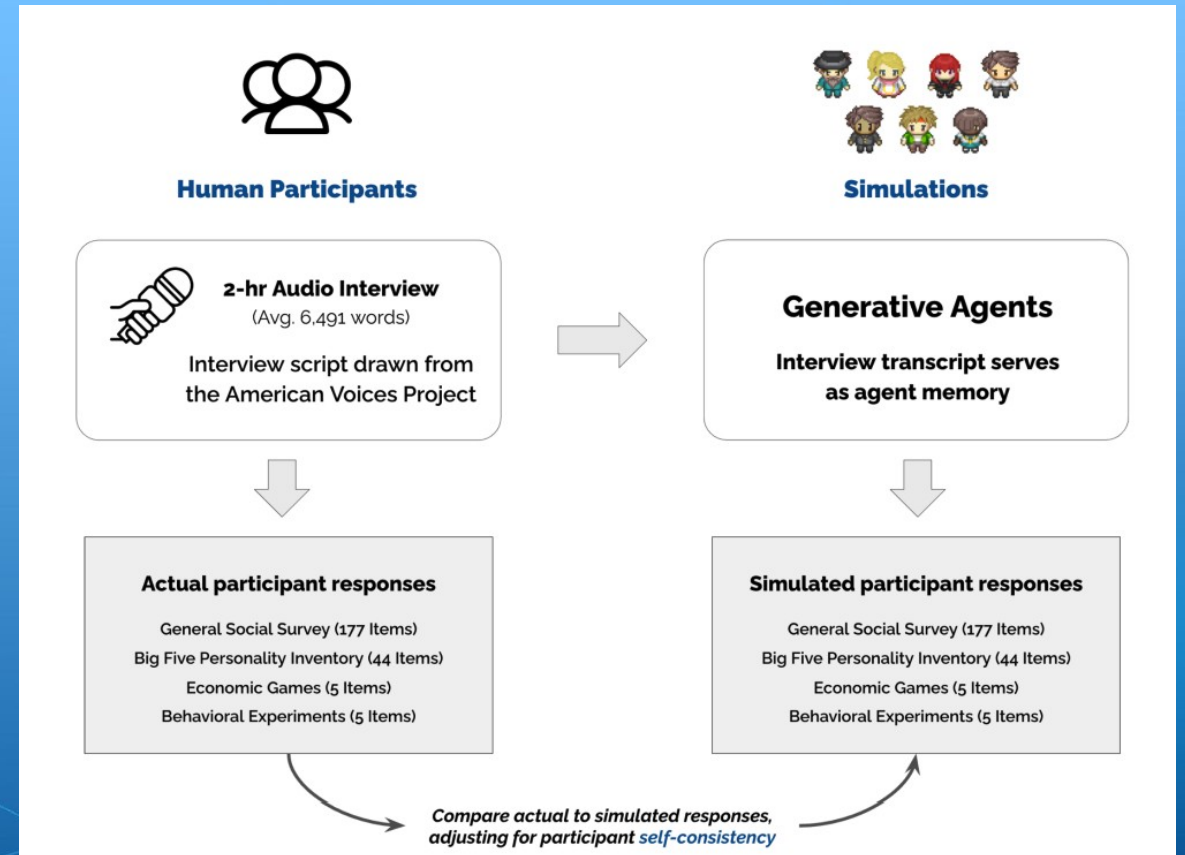 Human Participants
Simulations
2-hr Audio Interview
(Avg. 6,491 words)
Interview script drawn from
the American Voices Project
Generative Agents
Interview transcript serves
as agent memory
Actual participant responses
General Social Survey (177 Items)
Big Five Personality Inventory (44 Items)
Economic Games (5 Items)
Behavioral Experiments (5 Items)
Simulated participant responses
General Social Survey (177 Items)
Big Five Personality Inventory (44 Items)
Economic Games (5 Items)
Behavioral Experiments (5 Items)
Compare actual to simulated responses,
adjusting for participant self-consistency